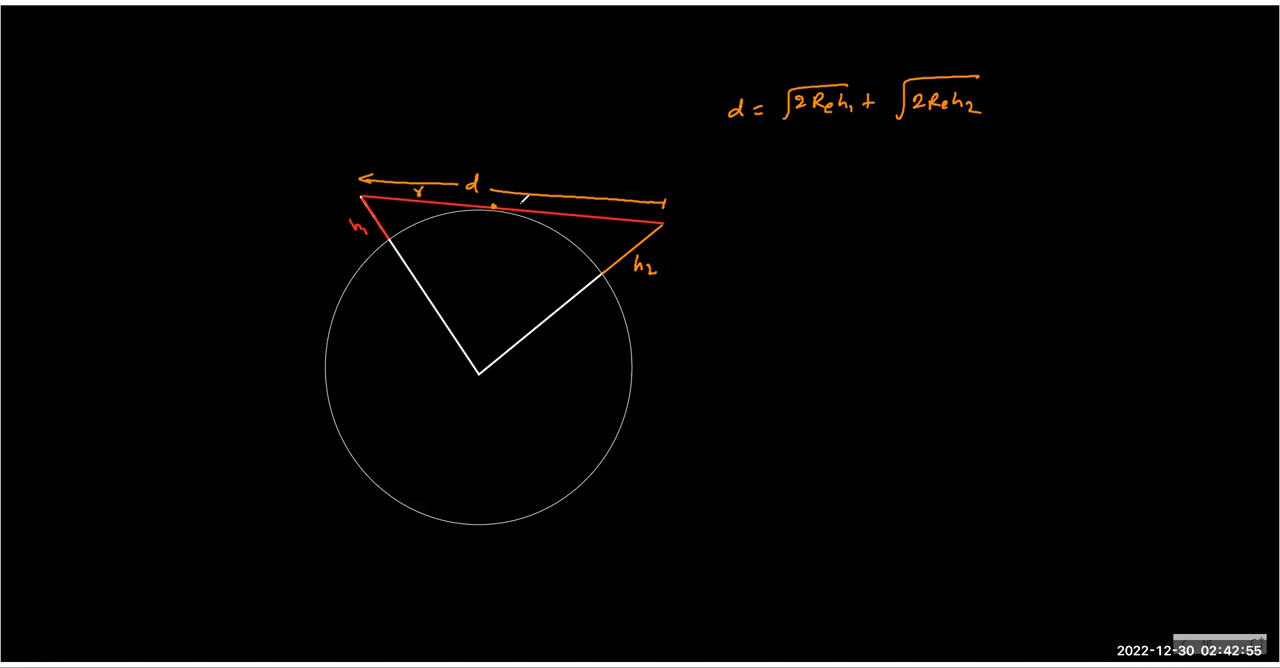 d = √2Reh₁ + √2Reh₂
d
r
h₁
h₂
2022-12-30 02:42:55